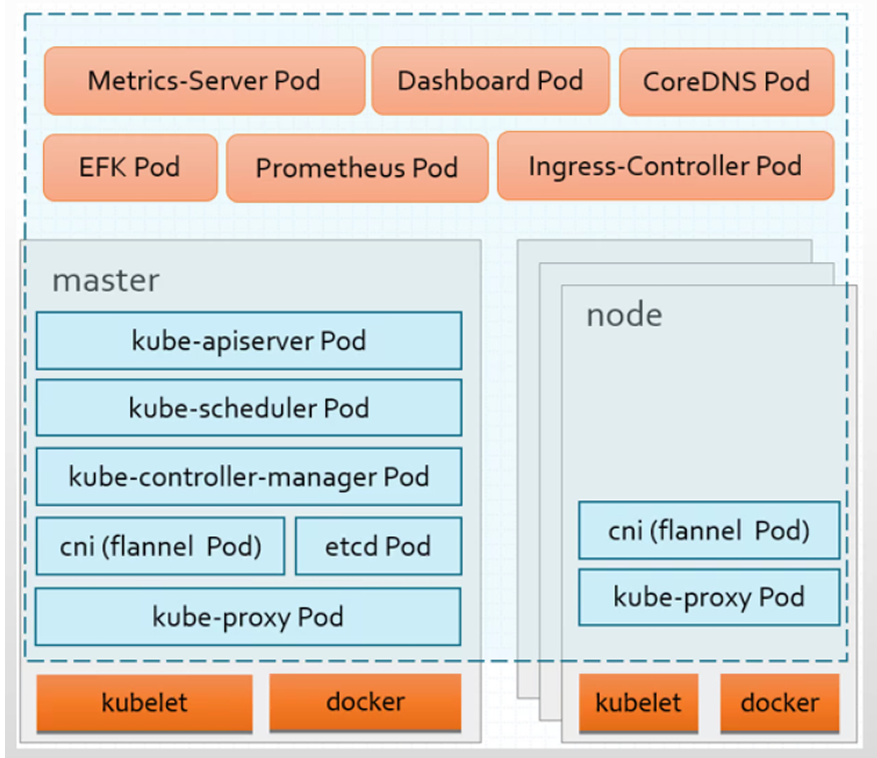 Metrics-Server Pod
Dashboard Pod
CoreDNS Pod
EFK Pod
Prometheus Pod
Ingress-Controller Pod
master
kube-apiserver Pod
kube-scheduler Pod
kube-controller-manager Pod
cni (flannel Pod)
etcd Pod
kube-proxy Pod
kubelet
docker
node
cni (flannel Pod)
kube-proxy Pod
kubelet
docker